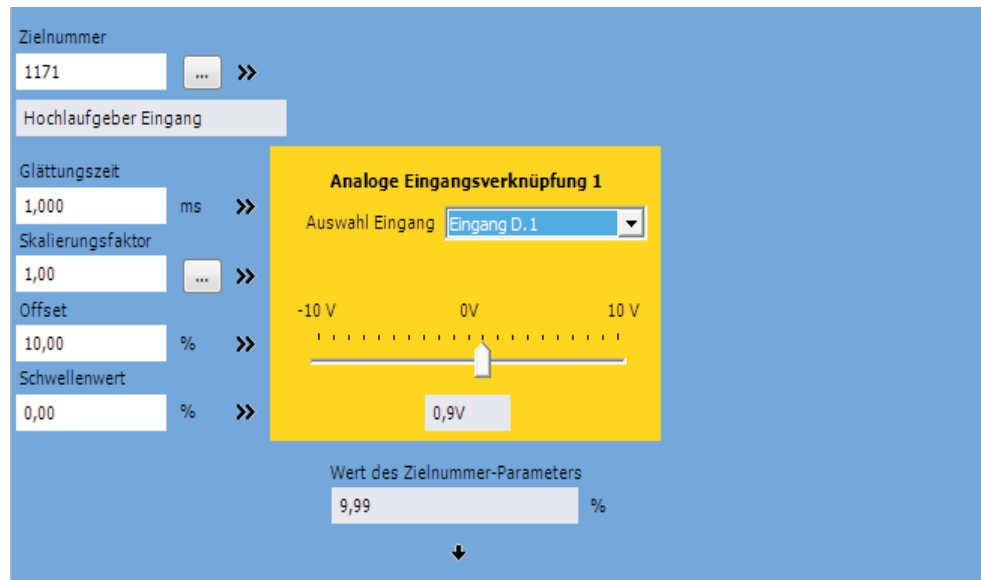 Zielnummer
1171
...
Hochlaufgeber Eingang
Glättungszeit
1,000 ms
Skalierungsfaktor
1,00
...
Offset
10,00 %
Schwellenwert
0,00 %
Analoge Eingangsverknüpfung 1
Auswahl Eingang Eingang D.1
-10 V 0V 10 V
0,9V
Wert des Zielnummer-Parameters
9,99 %